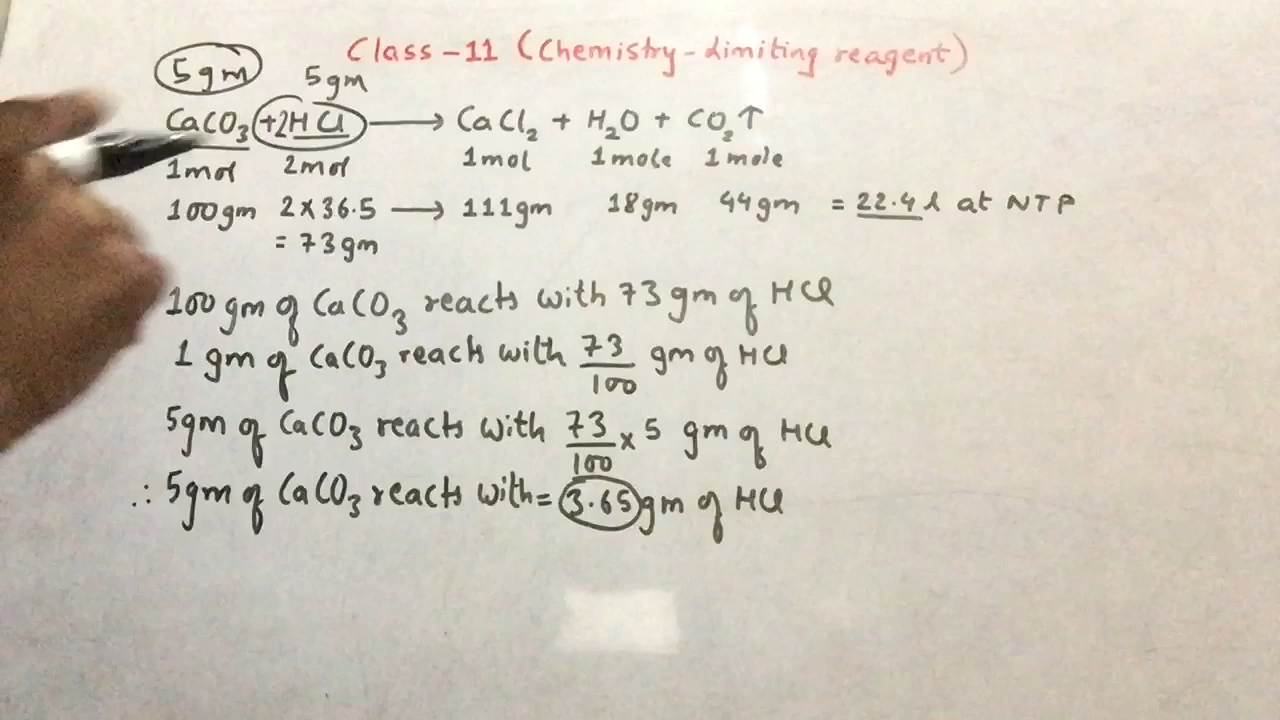 Class-11 (Chemistry-Limiting reagent)
5gm 5gm
CaCO₃ +2HCl ⟶ CaCl₂ + H₂O + CO₂↑
1mol 2mol 1mol 1mole 1mole
100gm 2×36.5 ⟶ 111gm 18gm 44gm = 22.4 l at NTP
= 73gm
100 gm of CaCO₃ reacts with 73 gm of HCl
1 gm of CaCO₃ reacts with 73/100 gm of HCl
5gm of CaCO₃ reacts with 73/100 × 5 gm of HCl
∴ 5gm of CaCO₃ reacts with = 3.65 gm of HCl